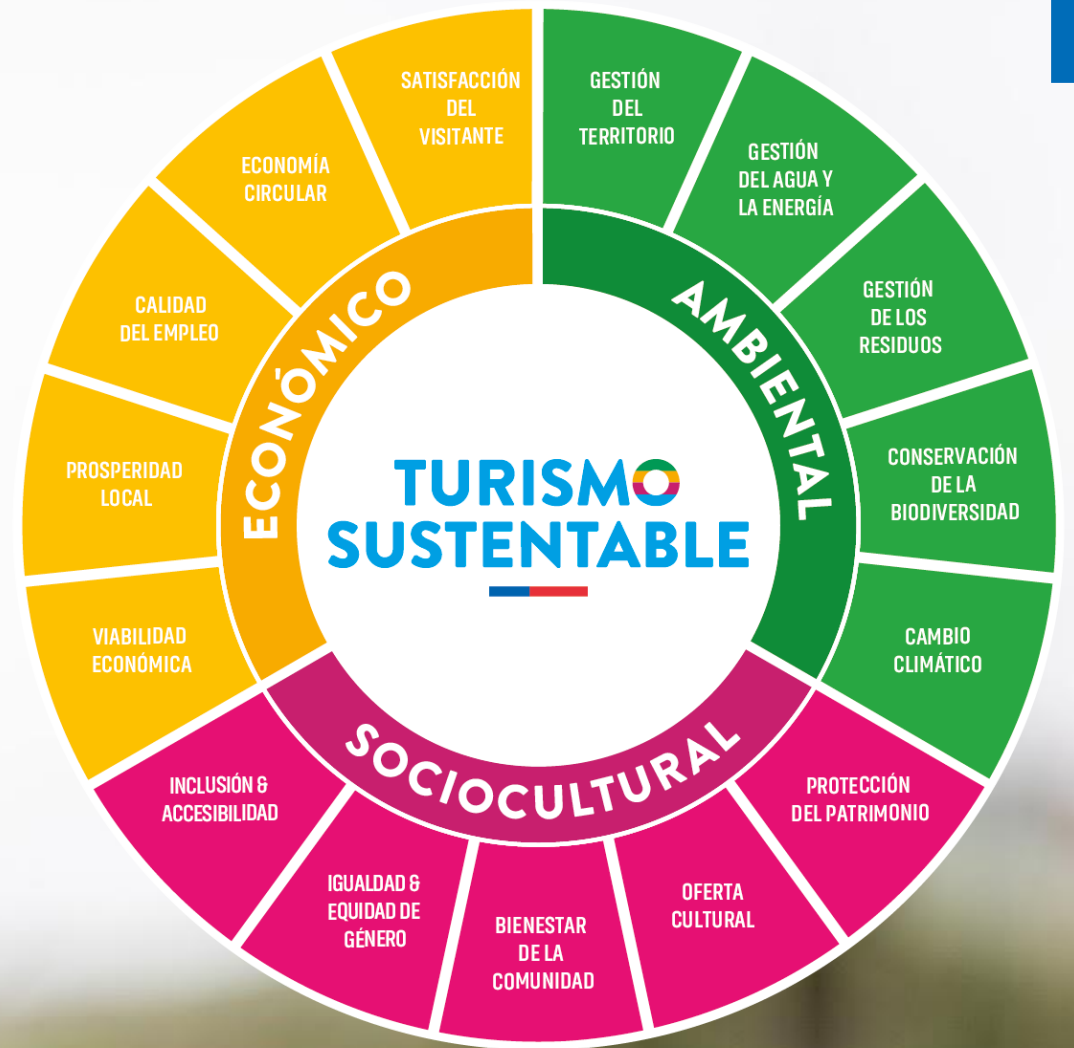 TURISMO
SUSTENTABLE
AMBIENTAL
GESTIÓN
DEL
TERRITORIO
GESTIÓN
DEL AGUA Y
LA ENERGÍA
GESTIÓN
DE LOS
RESIDUOS
CONSERVACIÓN
DE LA
BIODIVERSIDAD
CAMBIO
CLIMÁTICO
SOCIOCULTURAL
PROTECCIÓN
DEL PATRIMONIO
OFERTA
CULTURAL
BIENESTAR
DE LA
COMUNIDAD
IGUALDAD &
EQUIDAD DE
GÉNERO
INCLUSIÓN &
ACCESIBILIDAD
ECONÓMICO
VIABILIDAD
ECONÓMICA
PROSPERIDAD
LOCAL
CALIDAD
DEL EMPLEO
ECONOMÍA
CIRCULAR
SATISFACCIÓN
DEL
VISITANTE